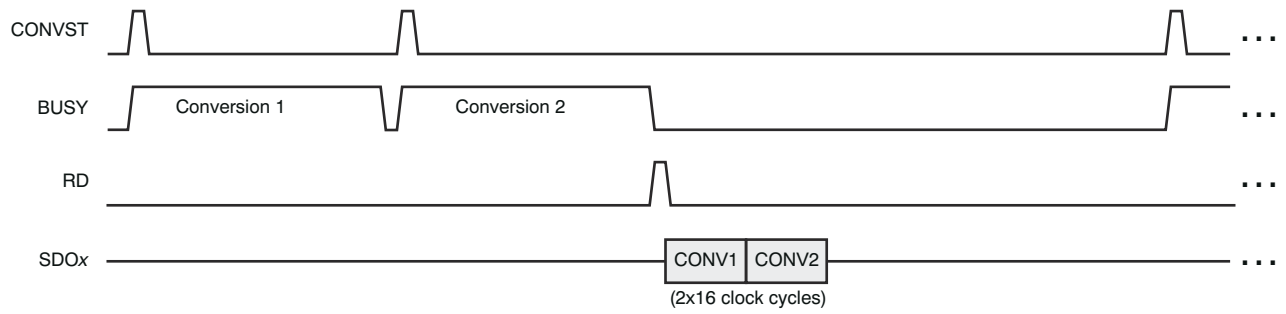 CONVST
...
BUSY
Conversion 1
Conversion 2
...
RD
...
SDOx
CONV1
CONV2
...
(2x16 clock cycles)